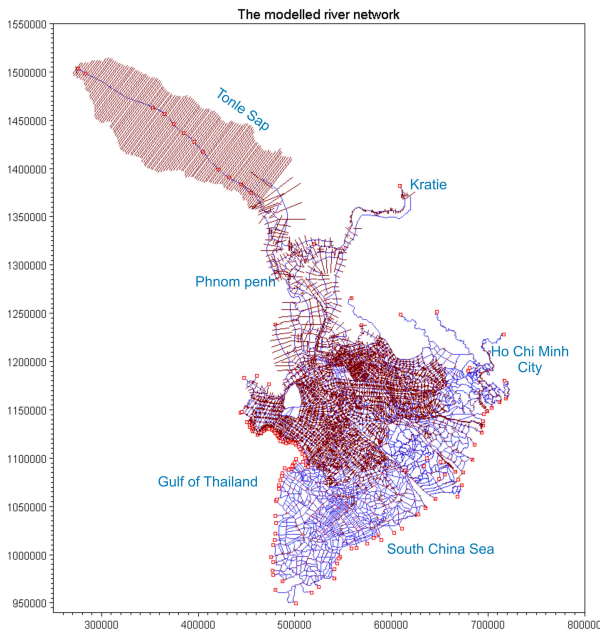 The modelled river network
1550000
1500000
1450000
1400000
1350000
1300000
1250000
1200000
1150000
1100000
1050000
1000000
950000
Tonle Sap
Kratie
Phnom penh
Ho Chi Minh
City
Gulf of Thailand
South China Sea
300000 400000 500000 600000 700000 800000